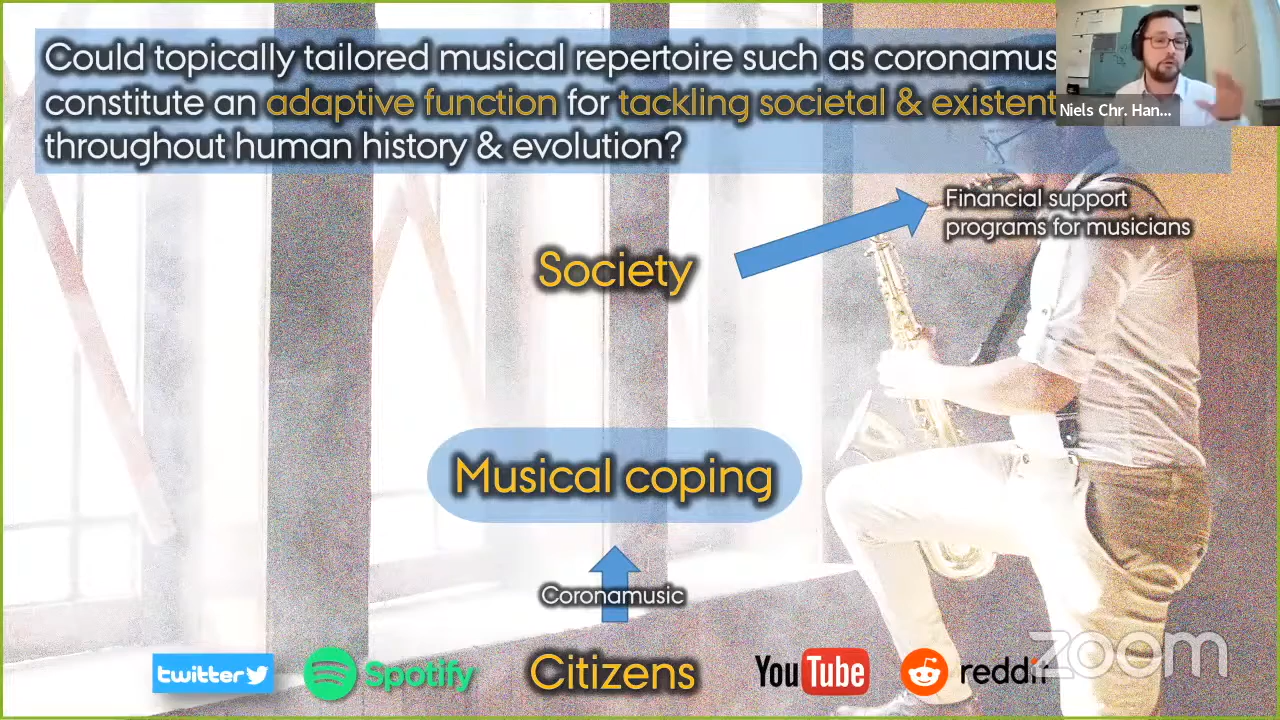 Could topically tailored musical repertoire such as coronamus
constitute an adaptive function for tackling societal & existent
throughout human history & evolution?
Niels Chr. Han...
Financial support
programs for musicians
Society
Musical coping
Coronamusic
twitter Spotify Citizens YouTube reddit
zoom